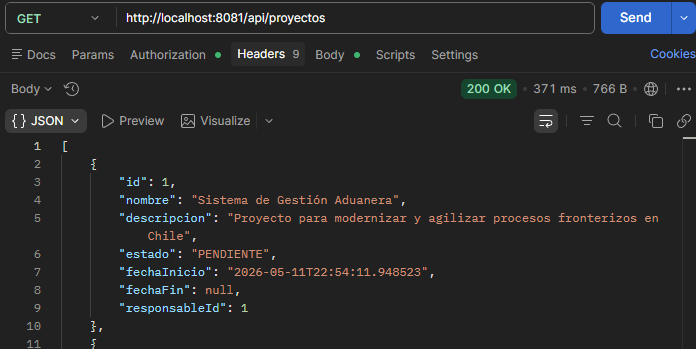 GET http://localhost:8081/api/proyectos Send
Docs Params Authorization Headers 9 Body Scripts Settings Cookies
Body 200 OK 371 ms 766 B
{} JSON Preview Visualize
1 [
2 {
3 "id": 1,
4 "nombre": "Sistema de Gestión Aduanera",
5 "descripcion": "Proyecto para modernizar y agilizar procesos fronterizos en
Chile",
6 "estado": "PENDIENTE",
7 "fechaInicio": "2026-05-11T22:54:11.948523",
8 "fechaFin": null,
9 "responsableId": 1
10 },
11 {